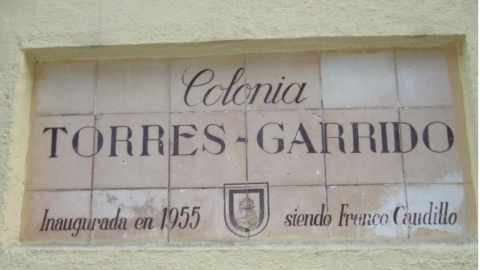 Colonia
TORRES-GARRIDO
Inaugurada en 1955 siendo Franco Caudillo